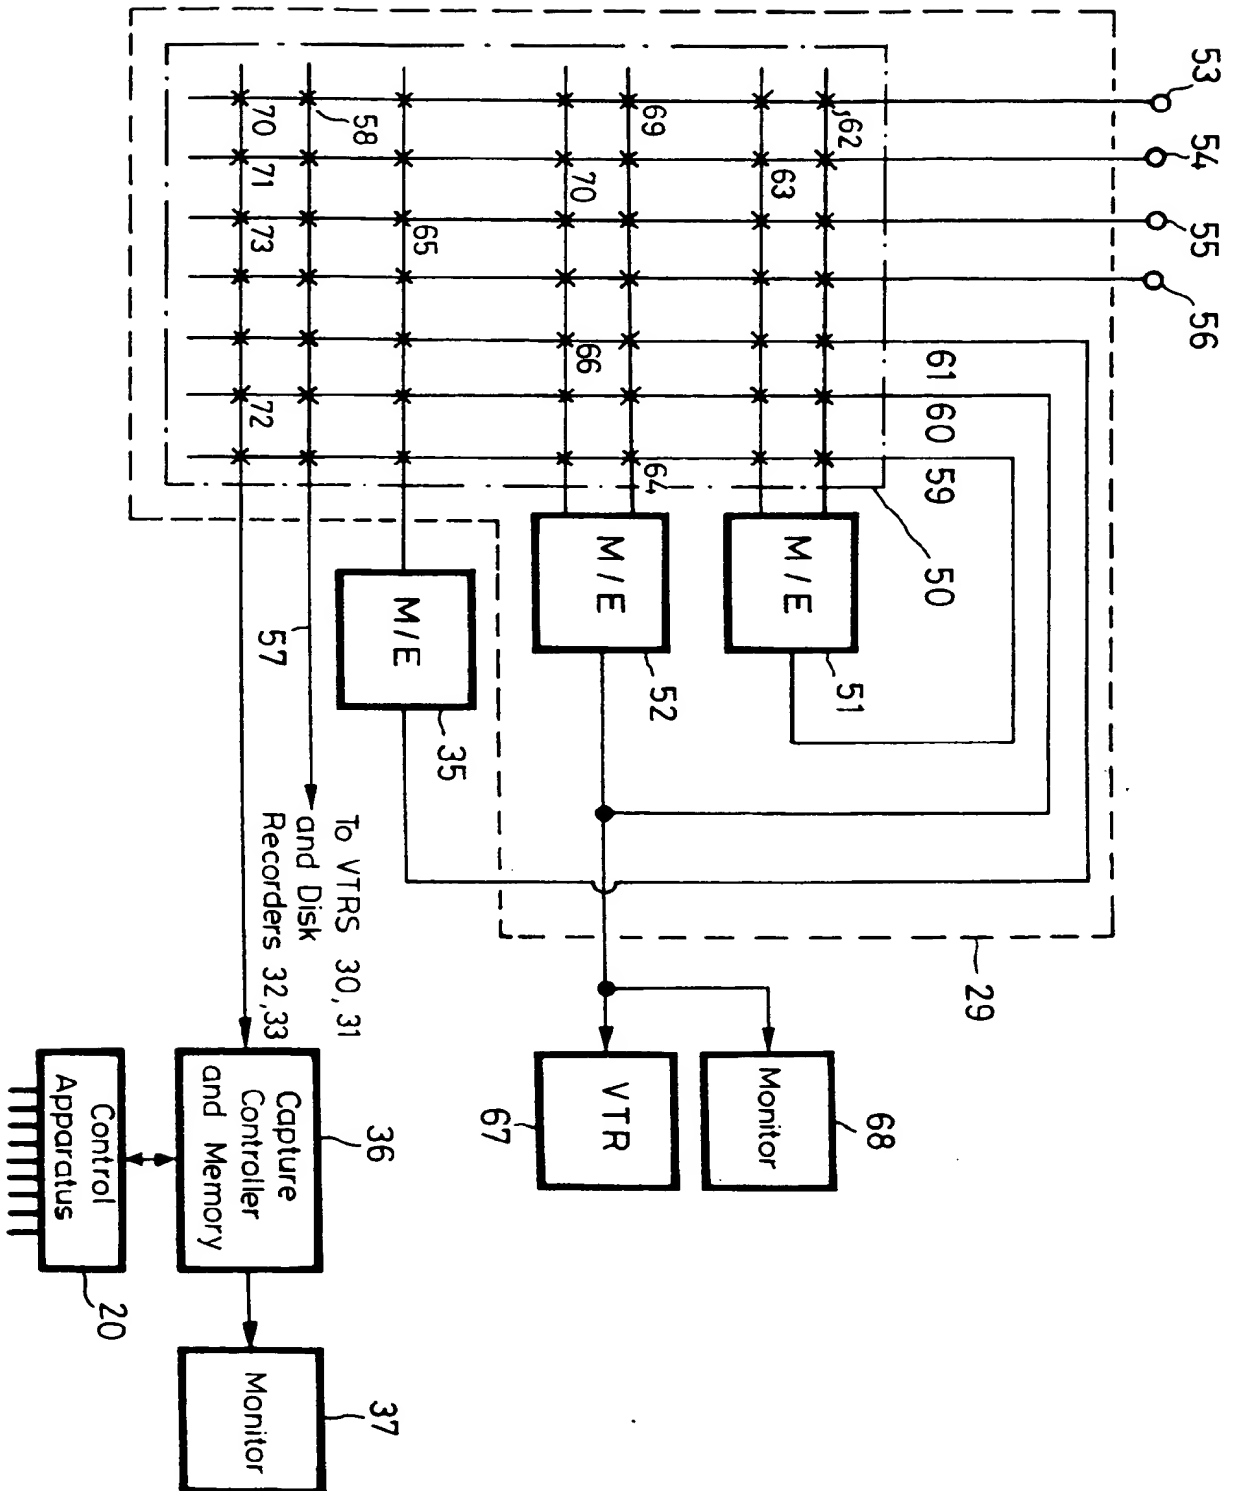 53
54
55
56
62
63
69
70
58
70
71
73
65
66
72
64
61
60
59
50
M/E
51
M/E
52
M/E
35
57
To VTRS 30,31
and Disk
Recorders 32,33
29
Monitor
68
VTR
67
Capture
Controller
and Memory
36
Control
Apparatus
20
Monitor
37